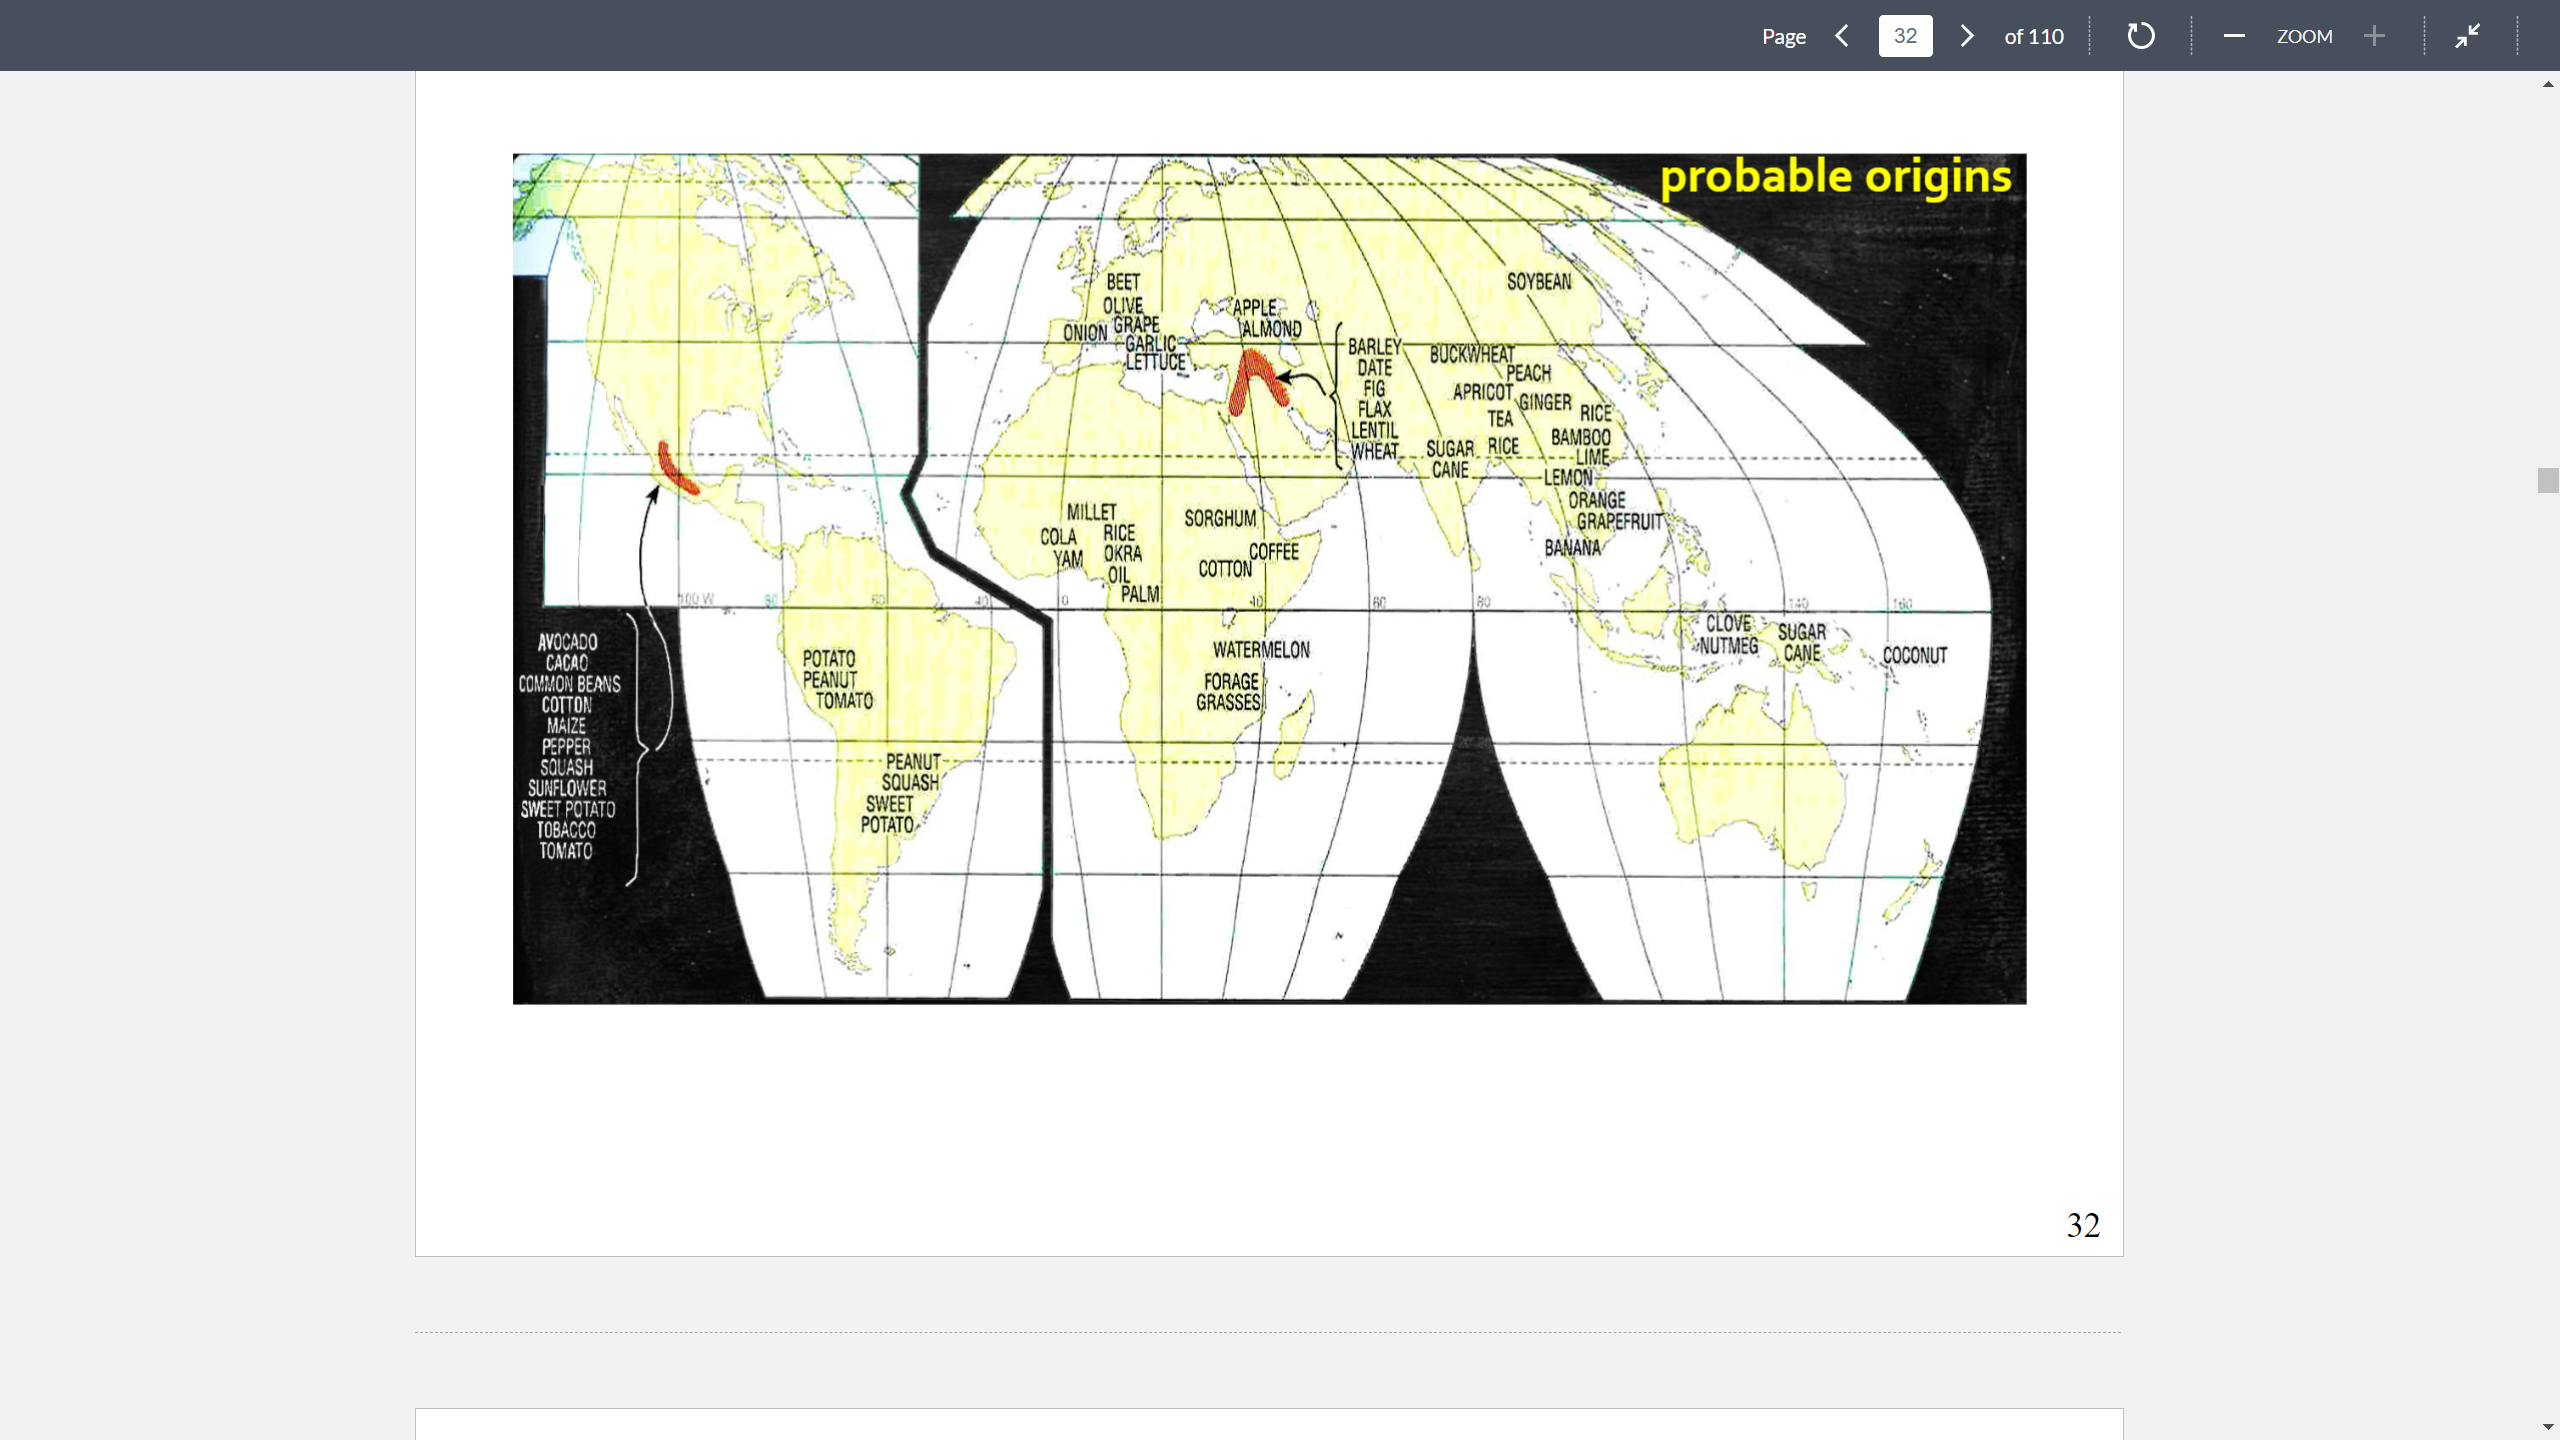 Page
32
of 110
ZOOM
probable origins
BEET
OLIVE
GRAPE
ONION
GARLIC
LETTUCE
APPLE
ALMOND
SOYBEAN
BARLEY
DATE
FIG
FLAX
LENTIL
WHEAT
BUCKWHEAT
PEACH
APRICOT
GINGER
TEA
RICE
SUGAR
CANE
RICE
BAMBOO
LIME
LEMON
ORANGE
GRAPEFRUIT
BANANA
MILLET
COLA
RICE
YAM
OKRA
OIL
PALM
SORGHUM
COFFEE
COTTON
100 W
80
60
40
0
40
60
80
140
160
WATERMELON
FORAGE
GRASSES
CLOVE
NUTMEG
SUGAR
CANE
COCONUT
AVOCADO
CACAO
COMMON BEANS
COTTON
MAIZE
PEPPER
SQUASH
SUNFLOWER
SWEET POTATO
TOBACCO
TOMATO
POTATO
PEANUT
TOMATO
PEANUT
SQUASH
SWEET
POTATO
32